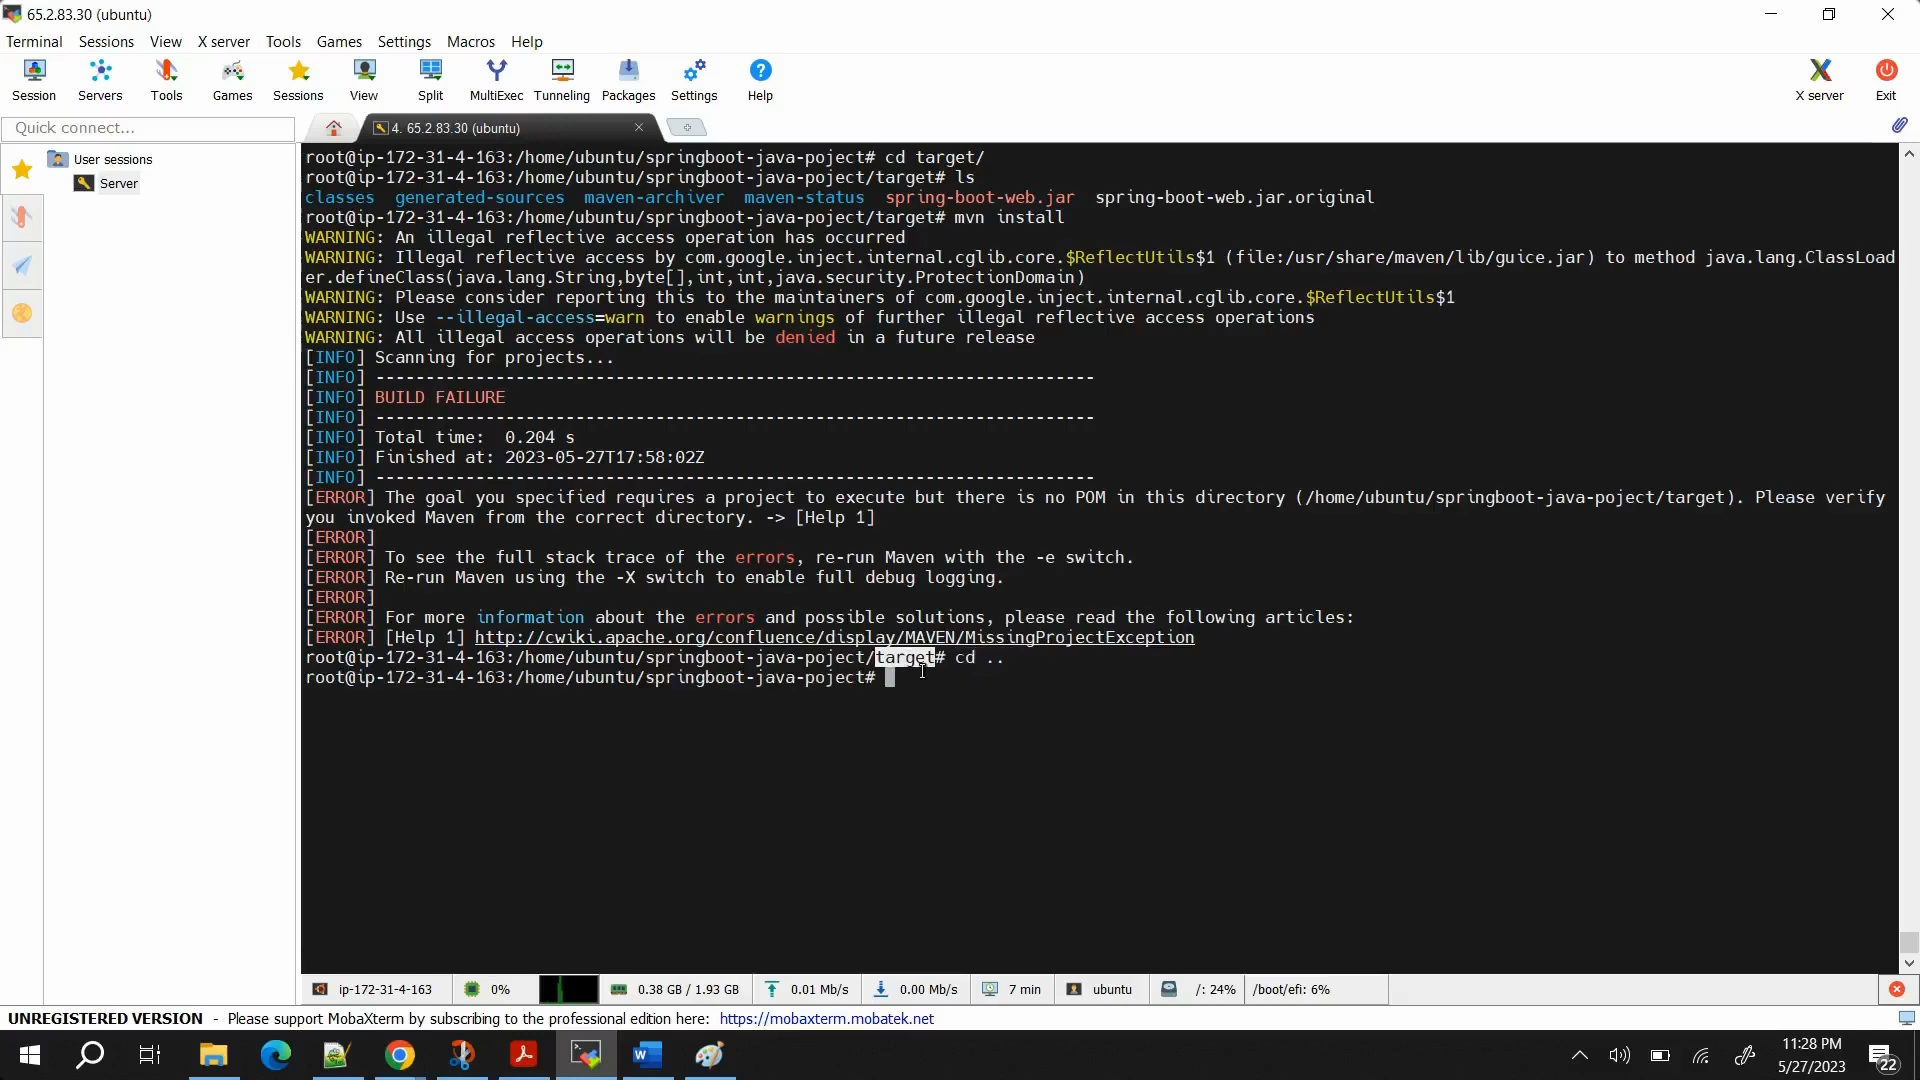 65.2.83.30 (ubuntu)
Terminal Sessions View X server Tools Games Settings Macros Help
Session Servers Tools Games Sessions View Split MultiExec Tunneling Packages Settings Help X server Exit
Quick connect...
4. 65.2.83.30 (ubuntu)
User sessions
Server
root@ip-172-31-4-163:/home/ubuntu/springboot-java-poject# cd target/
root@ip-172-31-4-163:/home/ubuntu/springboot-java-poject/target# ls
classes generated-sources maven-archiver maven-status spring-boot-web.jar spring-boot-web.jar.original
root@ip-172-31-4-163:/home/ubuntu/springboot-java-poject/target# mvn install
WARNING: An illegal reflective access operation has occurred
WARNING: Illegal reflective access by com.google.inject.internal.cglib.core.$ReflectUtils$1 (file:/usr/share/maven/lib/guice.jar) to method java.lang.ClassLoad
er.defineClass(java.lang.String,byte[],int,int,java.security.ProtectionDomain)
WARNING: Please consider reporting this to the maintainers of com.google.inject.internal.cglib.core.$ReflectUtils$1
WARNING: Use --illegal-access=warn to enable warnings of further illegal reflective access operations
WARNING: All illegal access operations will be denied in a future release
[INFO] Scanning for projects...
[INFO] ------------------------------------------------------------------------
[INFO] BUILD FAILURE
[INFO] ------------------------------------------------------------------------
[INFO] Total time:  0.204 s
[INFO] Finished at: 2023-05-27T17:58:02Z
[INFO] ------------------------------------------------------------------------
[ERROR] The goal you specified requires a project to execute but there is no POM in this directory (/home/ubuntu/springboot-java-poject/target). Please verify
you invoked Maven from the correct directory. -> [Help 1]
[ERROR]
[ERROR] To see the full stack trace of the errors, re-run Maven with the -e switch.
[ERROR] Re-run Maven using the -X switch to enable full debug logging.
[ERROR]
[ERROR] For more information about the errors and possible solutions, please read the following articles:
[ERROR] [Help 1] http://cwiki.apache.org/confluence/display/MAVEN/MissingProjectException
root@ip-172-31-4-163:/home/ubuntu/springboot-java-poject/target# cd ..
root@ip-172-31-4-163:/home/ubuntu/springboot-java-poject#
ip-172-31-4-163 0% 0.38 GB / 1.93 GB 0.01 Mb/s 0.00 Mb/s 7 min ubuntu /: 24% /boot/efi: 6%
UNREGISTERED VERSION - Please support MobaXterm by subscribing to the professional edition here: https://mobaxterm.mobatek.net
11:28 PM
5/27/2023
22